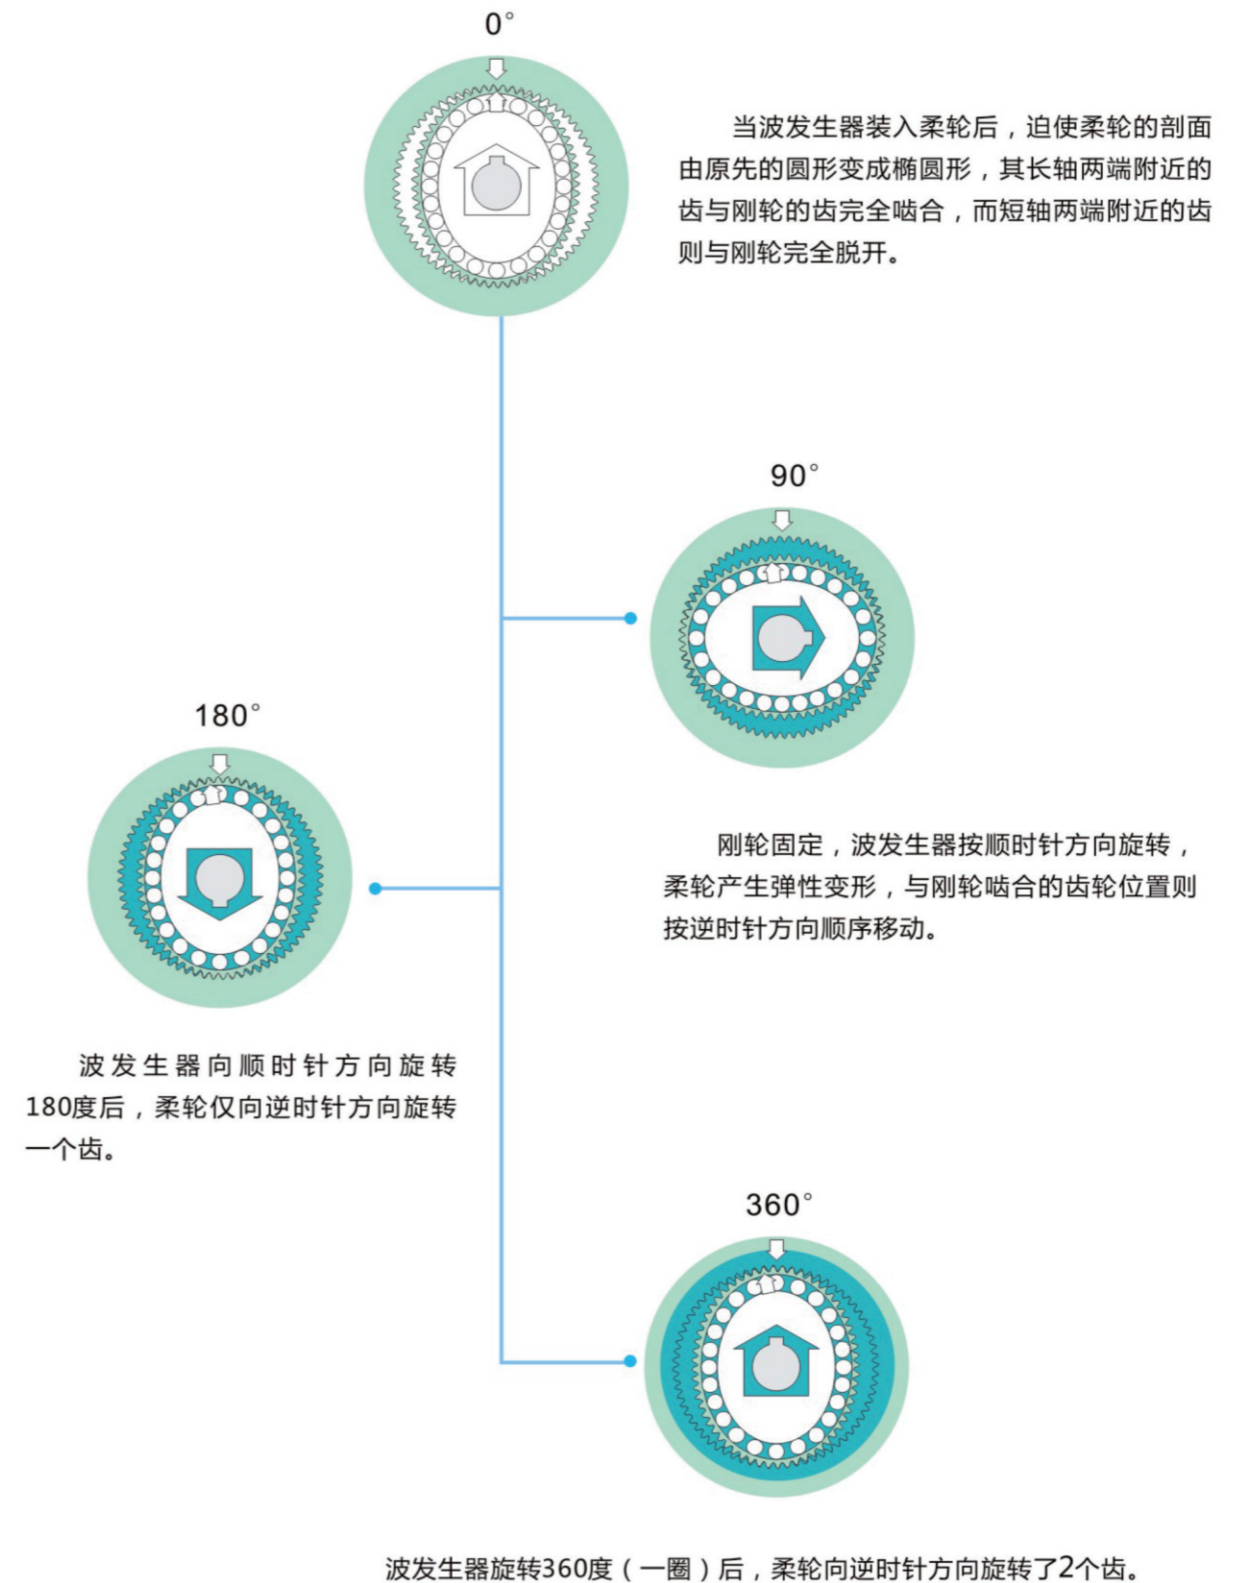 0°
当波发生器装入柔轮后，迫使柔轮的剖面
由原先的圆形变成椭圆形，其长轴两端附近的
齿与刚轮的齿完全啮合，而短轴两端附近的齿
则与刚轮完全脱开。
90°
180°
刚轮固定，波发生器按顺时针方向旋转，
柔轮产生弹性变形，与刚轮啮合的齿轮位置则
按逆时针方向顺序移动。
波发生器向顺时针方向旋转
180度后，柔轮仅向逆时针方向旋转
一个齿。
360°
波发生器旋转360度（一圈）后，柔轮向逆时针方向旋转了2个齿。